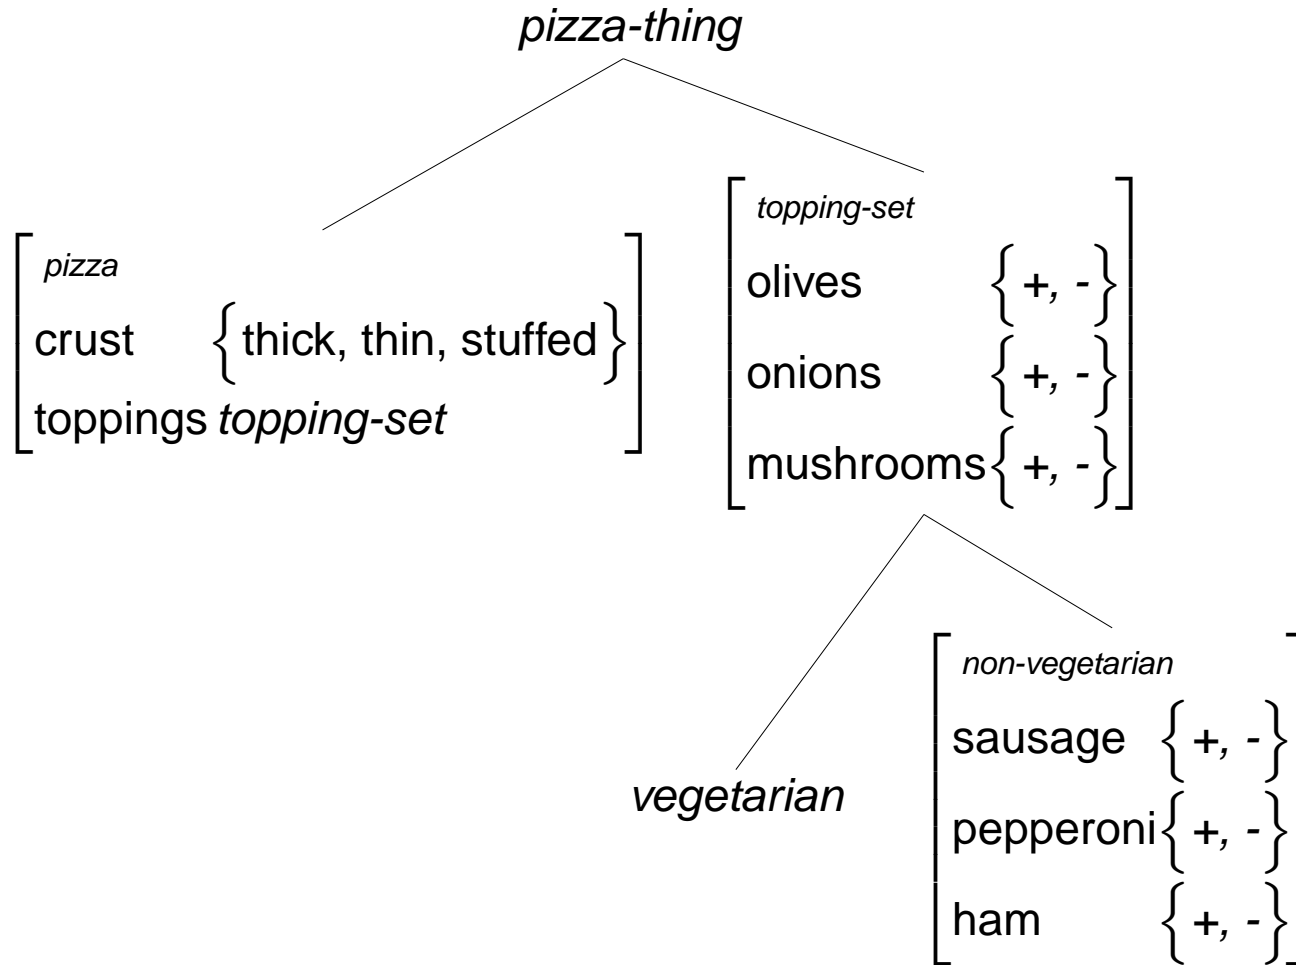 pizza-thing
pizza
crust {thick, thin, stuffed}
toppings topping-set
topping-set
olives {+, -}
onions {+, -}
mushrooms {+, -}
vegetarian
non-vegetarian
sausage {+, -}
pepperoni {+, -}
ham {+, -}